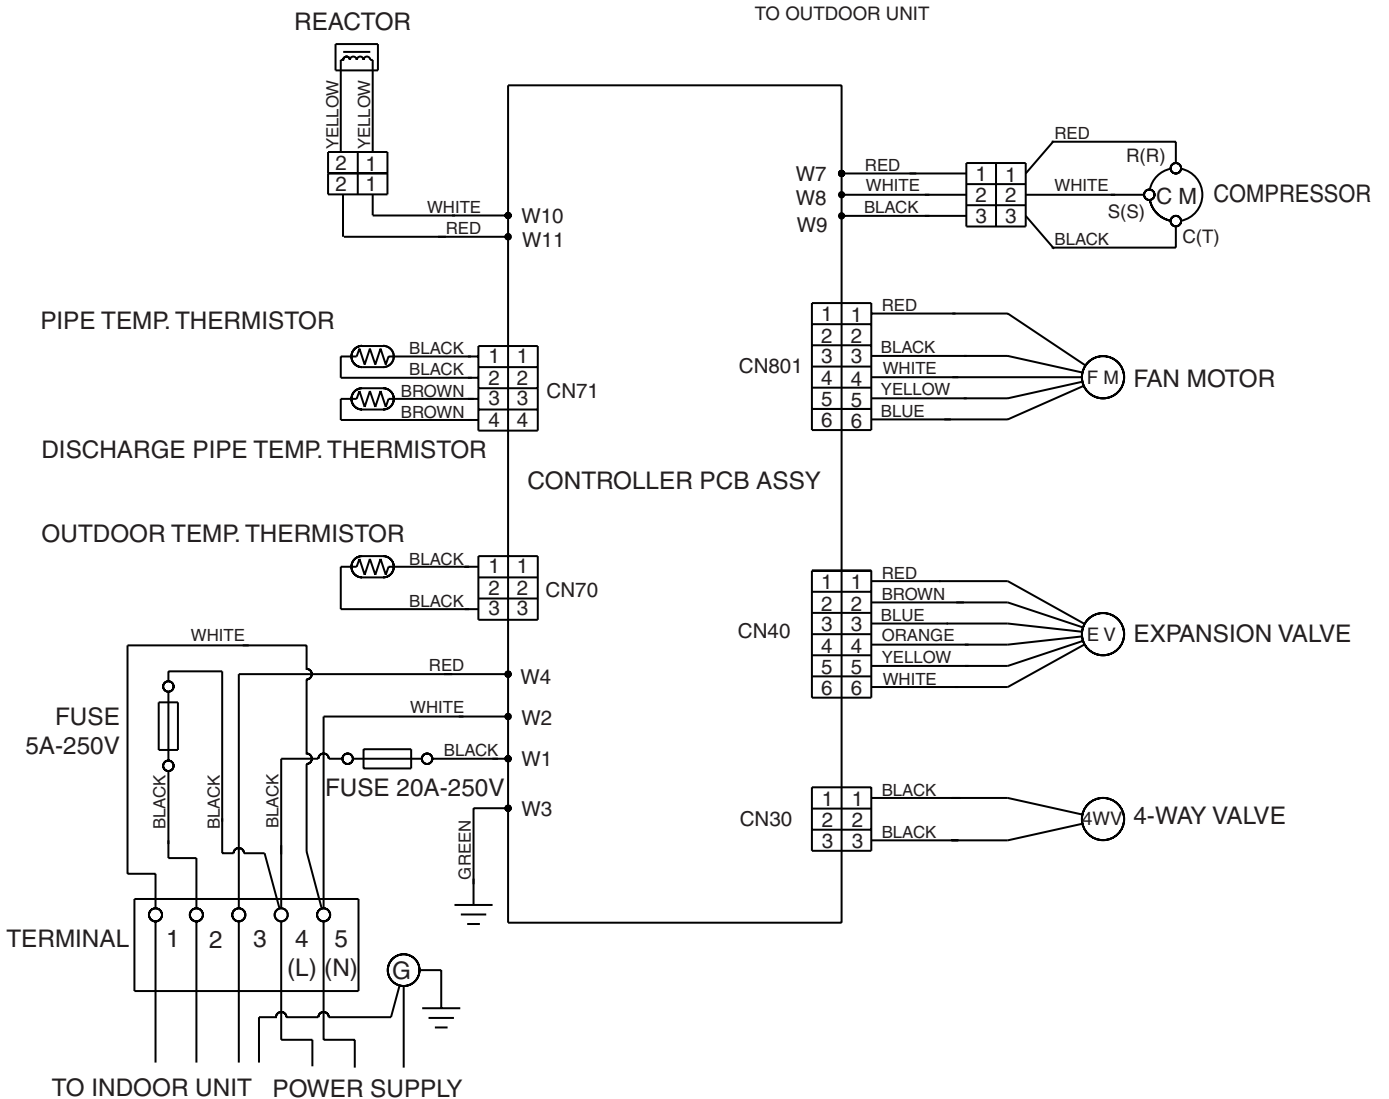 TO OUTDOOR UNIT
REACTOR
YELLOW
YELLOW
2 1
2 1
WHITE
RED
W10
W11
W7
W8
W9
RED
WHITE
BLACK
1 1
2 2
3 3
RED
WHITE
BLACK
R(R)
S(S)
C(T)
C M
COMPRESSOR
PIPE TEMP. THERMISTOR
BLACK
BLACK
BROWN
BROWN
1 1
2 2
3 3
4 4
CN71
DISCHARGE PIPE TEMP. THERMISTOR
CN801
1 1
2 2
3 3
4 4
5 5
6 6
RED
BLACK
WHITE
YELLOW
BLUE
F M
FAN MOTOR
CONTROLLER PCB ASSY
OUTDOOR TEMP. THERMISTOR
BLACK
BLACK
1 1
2 2
3 3
CN70
CN40
1 1
2 2
3 3
4 4
5 5
6 6
RED
BROWN
BLUE
ORANGE
YELLOW
WHITE
E V
EXPANSION VALVE
WHITE
RED
W4
WHITE
W2
BLACK
W1
W3
FUSE
5A-250V
FUSE 20A-250V
BLACK
BLACK
BLACK
GREEN
CN30
1 1
2 2
3 3
BLACK
BLACK
4WV
4-WAY VALVE
TERMINAL
1 2 3 4 5
(L) (N)
G
TO INDOOR UNIT
POWER SUPPLY